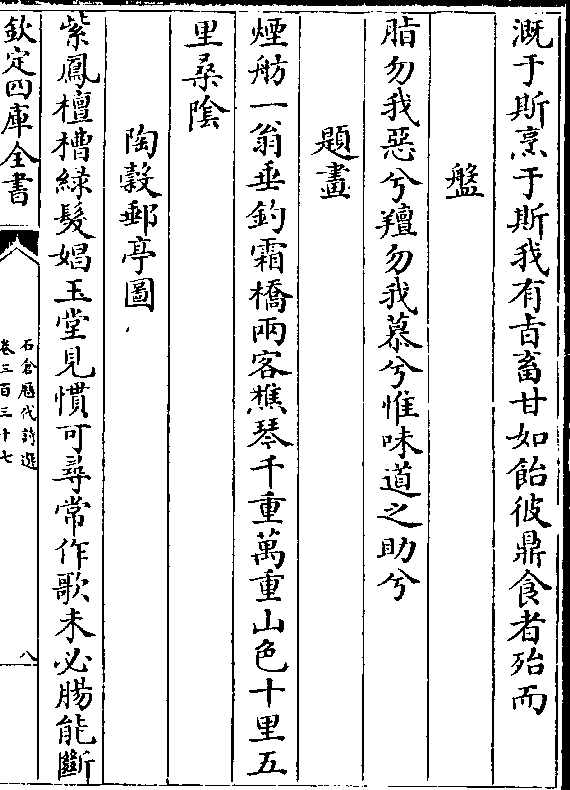 溉于斯烹于斯我有旨畜甘如飴彼鼎食者殆而
盤
脂勿我惡兮羶勿我慕兮惟味道之助兮
題畫
煙舫一翁垂釣霜橋兩客樵琴千重萬重山色十里五
里桑陰
陶穀郵亭圖
紫鳳檀槽緑髮娼玉堂見慣可尋常作歌未必腸能斷
欽定四庫全書
石倉歷代詩選
卷三百三十七
八